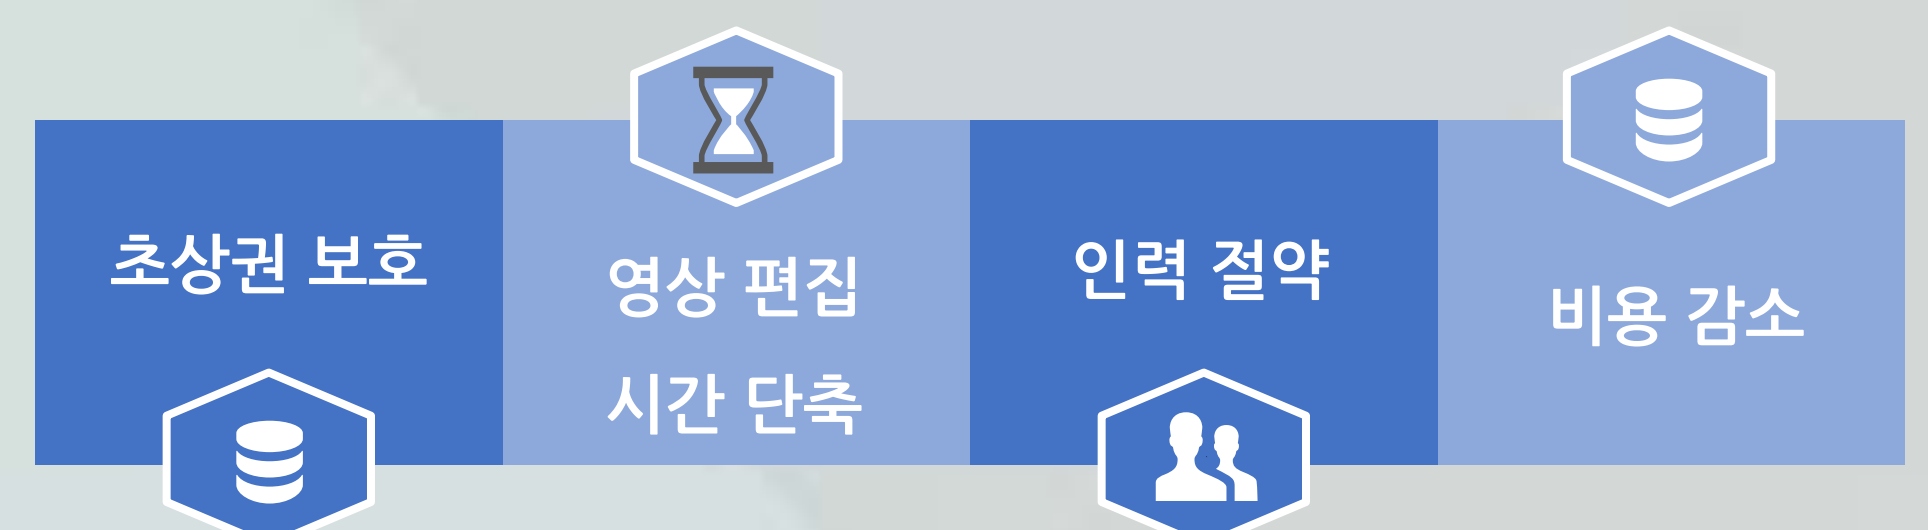 초상권 보호
영상 편집
시간 단축
인력 절약
비용 감소